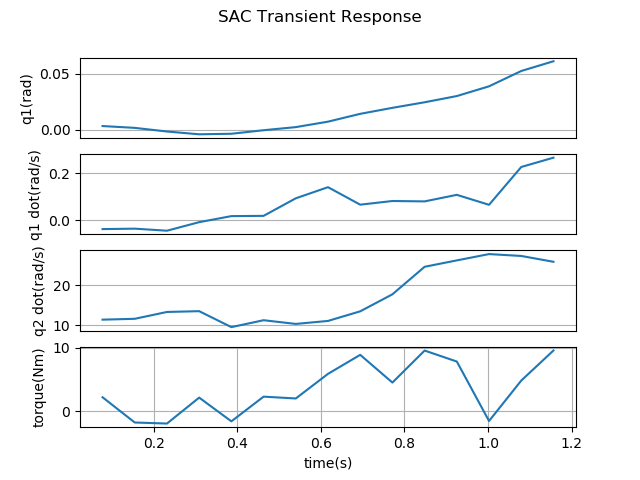 SAC Transient Response
q1(rad)
0.05
0.00
q1 dot(rad/s)
0.2
0.0
q2 dot(rad/s)
20
10
torque(Nm)
10
0
0.2 0.4 0.6 0.8 1.0 1.2
time(s)